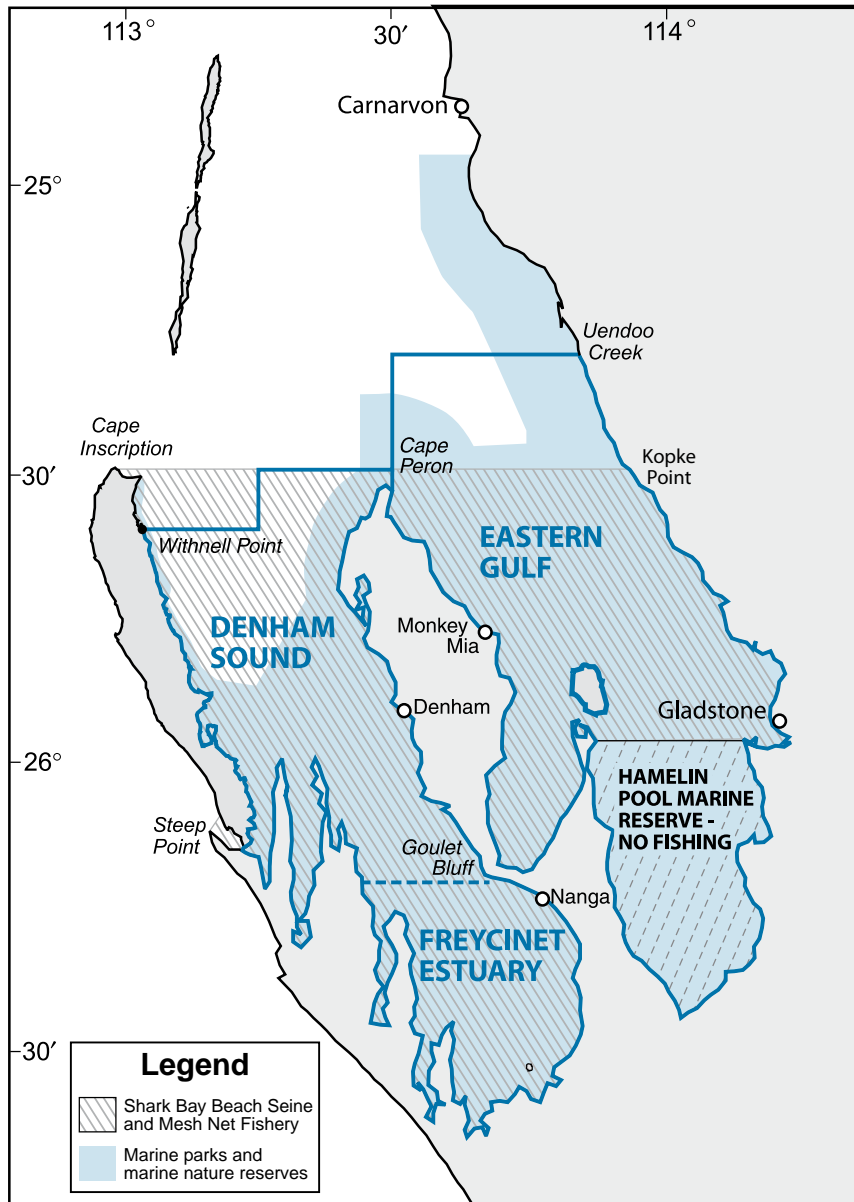 113°
30′
114°
Carnarvon
25°
Uendoo
Creek
Cape
Inscription
Cape
Peron
Kopke
Point
30′
Withnell Point
EASTERN
GULF
DENHAM
SOUND
Monkey
Mia
Denham
Gladstone
26°
HAMELIN
POOL MARINE
RESERVE -
NO FISHING
Steep
Point
Goulet
Bluff
Nanga
FREYCINET
ESTUARY
30′
Legend
Shark Bay Beach Seine
and Mesh Net Fishery
Marine parks and
marine nature reserves